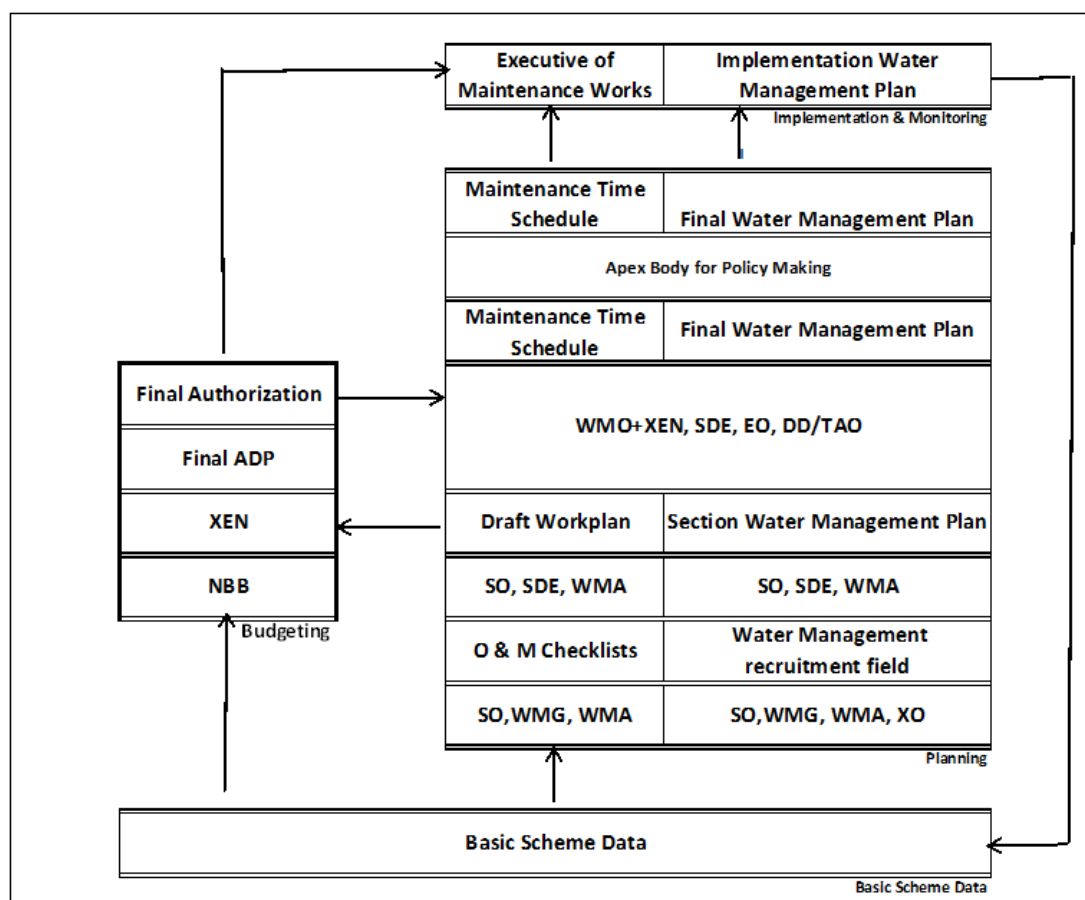 Executive of
Maintenance Works
Implementation Water
Management Plan
Implementation & Monitoring
Maintenance Time
Schedule
Final Water Management Plan
Apex Body for Policy Making
Maintenance Time
Schedule
Final Water Management Plan
Final Authorization
Final ADP
XEN
NBB
Budgeting
WMO+XEN, SDE, EO, DD/TAO
Draft Workplan
Section Water Management Plan
SO, SDE, WMA
SO, SDE, WMA
O & M Checklists
Water Management
recruitment field
SO,WMG, WMA
SO,WMG, WMA, XO
Planning
Basic Scheme Data
Basic Scheme Data